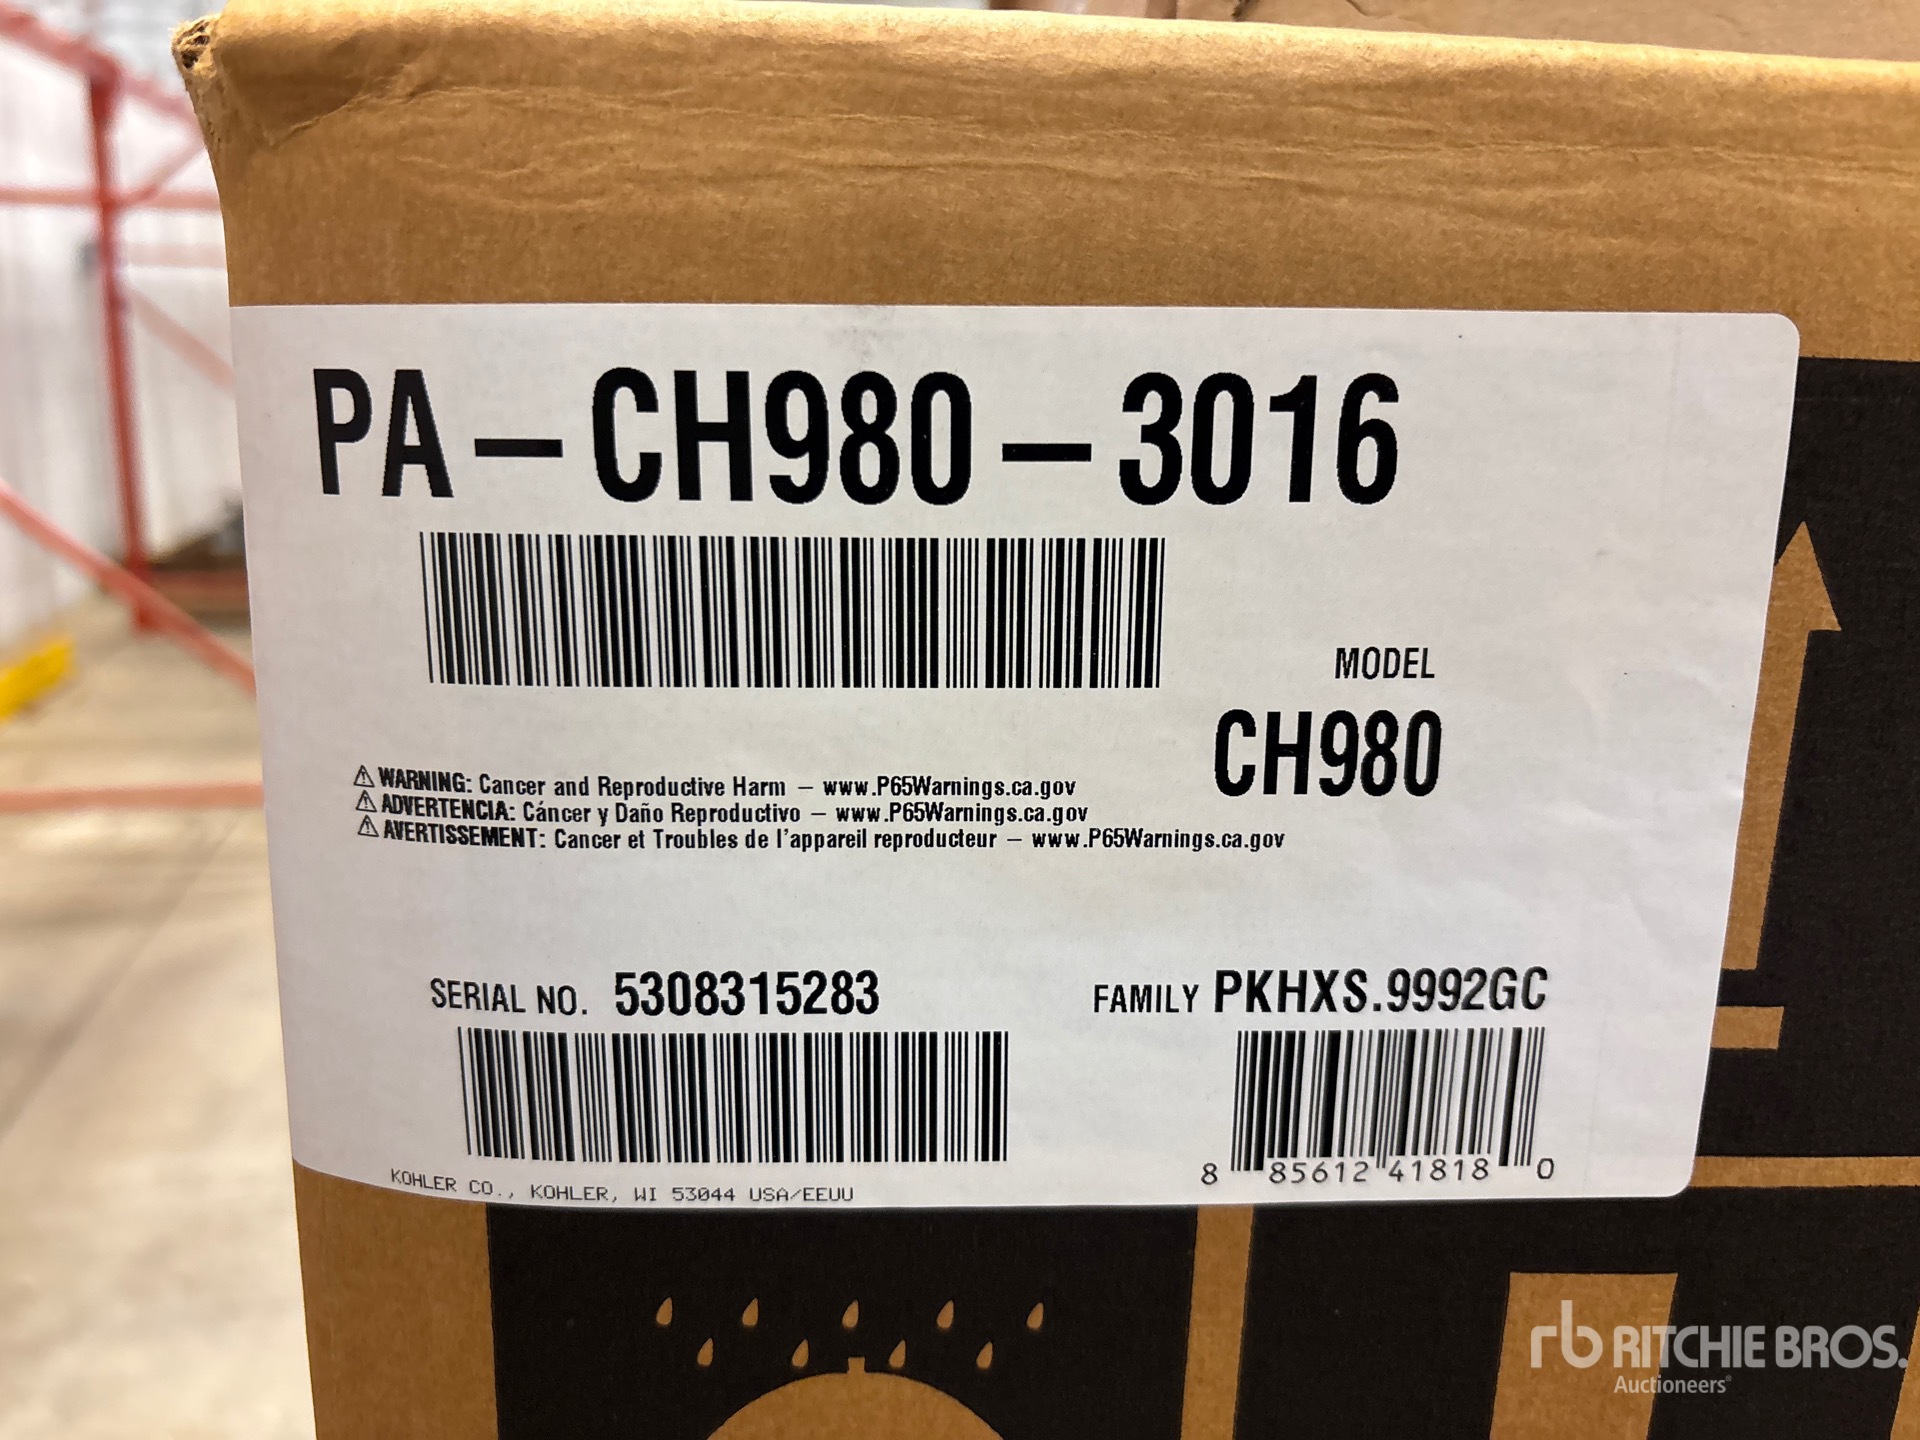 PA-CH980-3016
MODEL
CH980
⚠ WARNING: Cancer and Reproductive Harm – www.P65Warnings.ca.gov
⚠ ADVERTENCIA: Cáncer y Daño Reproductivo – www.P65Warnings.ca.gov
⚠ AVERTISSEMENT: Cancer et Troubles de l'appareil reproducteur – www.P65Warnings.ca.gov
SERIAL NO. 5308315283
FAMILY PKHXS.9992GC
8 85612 41818 0
KOHLER CO., KOHLER, WI 53044 USA/EEUU
rb RITCHIE BROS.
Auctioneers®